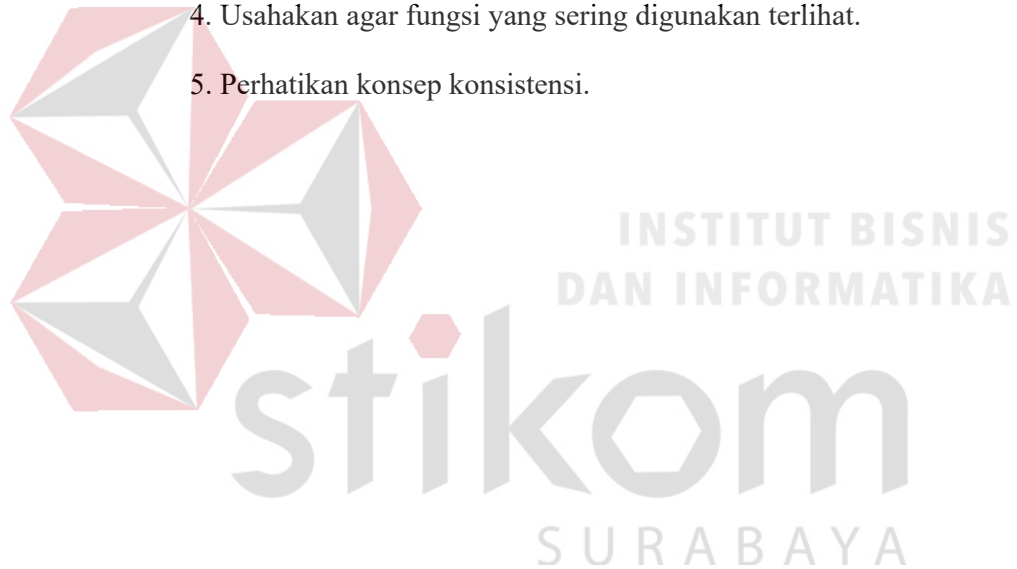 4. Usahakan agar fungsi yang sering digunakan terlihat.
5. Perhatikan konsep konsistensi.
INSTITUT BISNIS
DAN INFORMATIKA
stikom
SURABAYA